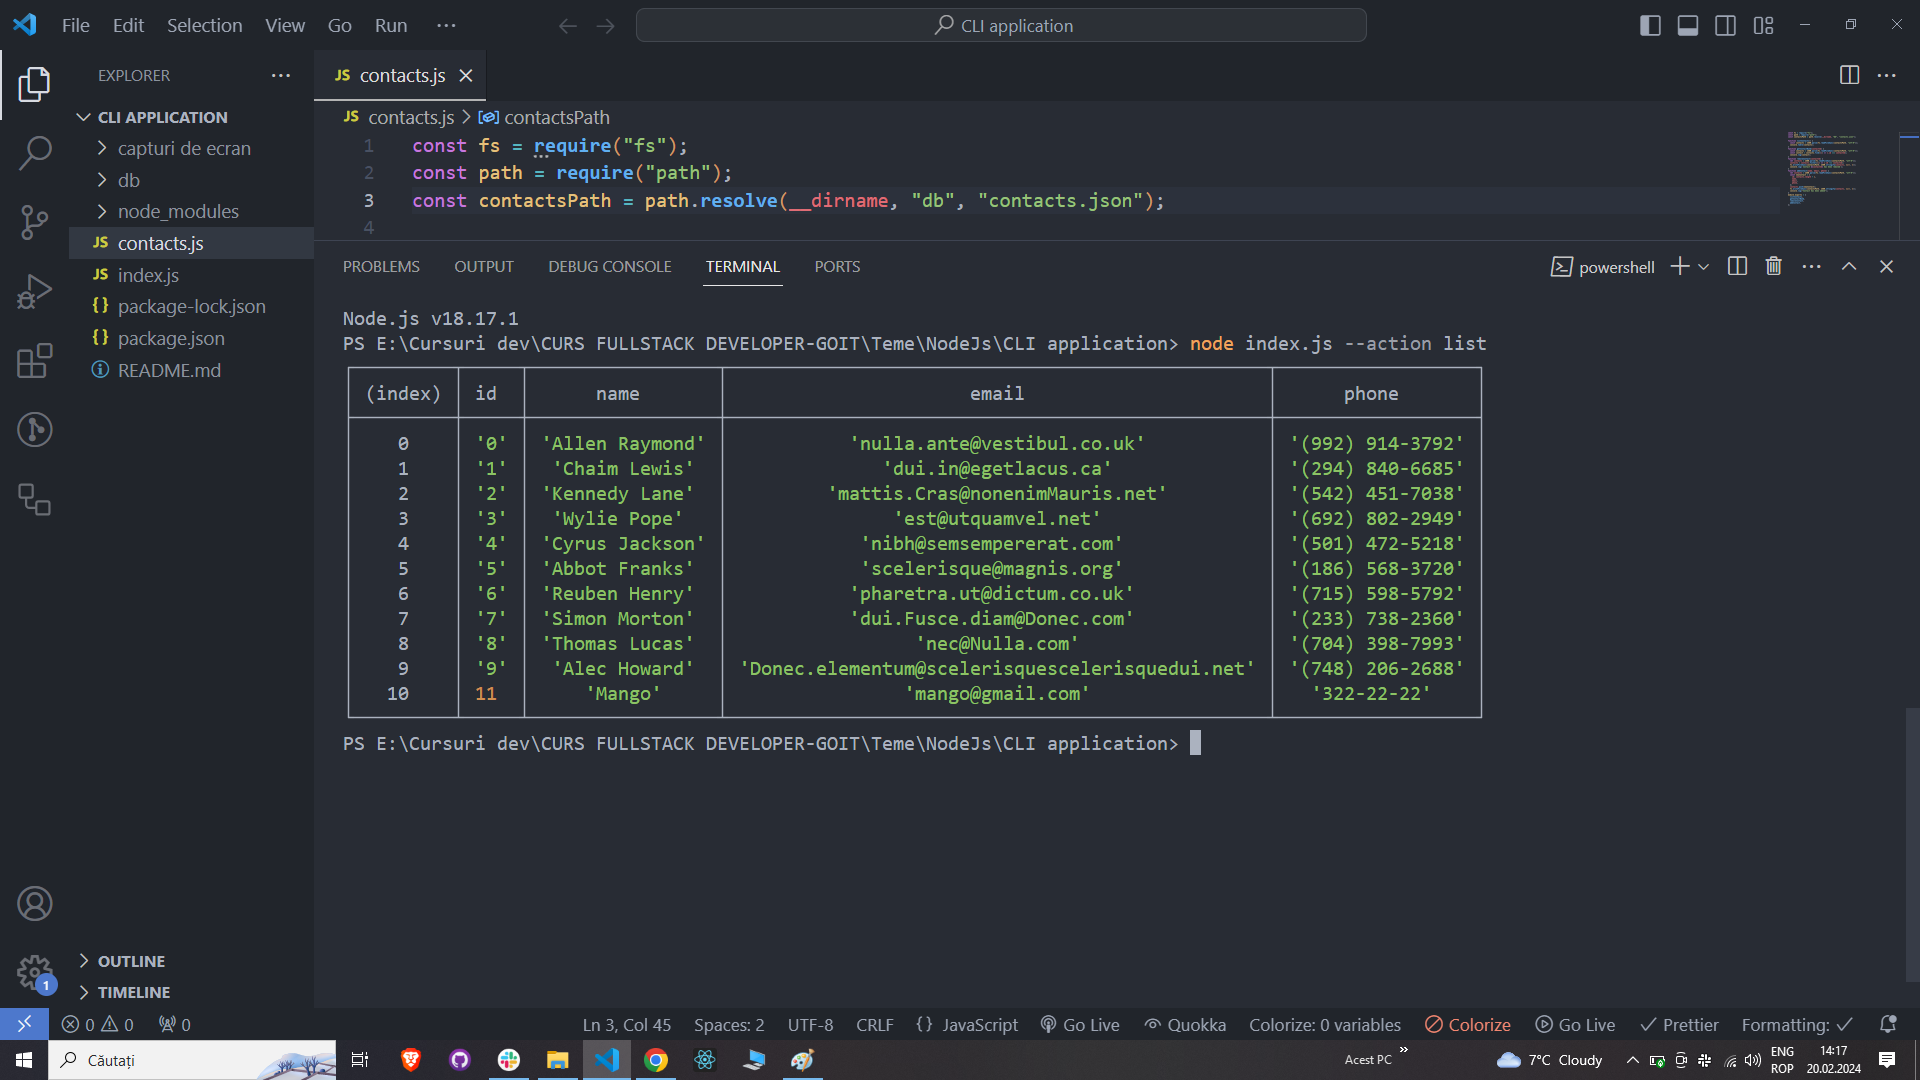 File Edit Selection View Go Run ···
CLI application
EXPLORER
CLI APPLICATION
capturi de ecran
db
node_modules
JS contacts.js
JS index.js
{} package-lock.json
{} package.json
README.md
OUTLINE
TIMELINE
1
JS contacts.js
JS contacts.js > contactsPath
1 const fs = require("fs");
2 const path = require("path");
3 const contactsPath = path.resolve(__dirname, "db", "contacts.json");
4
PROBLEMS OUTPUT DEBUG CONSOLE TERMINAL PORTS
powershell
Node.js v18.17.1
PS E:\Cursuri dev\CURS FULLSTACK DEVELOPER-GOIT\Teme\NodeJs\CLI application> node index.js --action list
(index) id name email phone
0 '0' 'Allen Raymond' 'nulla.ante@vestibul.co.uk' '(992) 914-3792'
1 '1' 'Chaim Lewis' 'dui.in@egetlacus.ca' '(294) 840-6685'
2 '2' 'Kennedy Lane' 'mattis.Cras@nonenimMauris.net' '(542) 451-7038'
3 '3' 'Wylie Pope' 'est@utquamvel.net' '(692) 802-2949'
4 '4' 'Cyrus Jackson' 'nibh@semsempererat.com' '(501) 472-5218'
5 '5' 'Abbot Franks' 'scelerisque@magnis.org' '(186) 568-3720'
6 '6' 'Reuben Henry' 'pharetra.ut@dictum.co.uk' '(715) 598-5792'
7 '7' 'Simon Morton' 'dui.Fusce.diam@Donec.com' '(233) 738-2360'
8 '8' 'Thomas Lucas' 'nec@Nulla.com' '(704) 398-7993'
9 '9' 'Alec Howard' 'Donec.elementum@scelerisquescelerisquedui.net' '(748) 206-2688'
10 11 'Mango' 'mango@gmail.com' '322-22-22'
PS E:\Cursuri dev\CURS FULLSTACK DEVELOPER-GOIT\Teme\NodeJs\CLI application>
0 0 0 Ln 3, Col 45 Spaces: 2 UTF-8 CRLF {} JavaScript Go Live Quokka Colorize: 0 variables Colorize Go Live Prettier Formatting:
Căutați Acest PC 7°C Cloudy ENG 14:17
ROP 20.02.2024